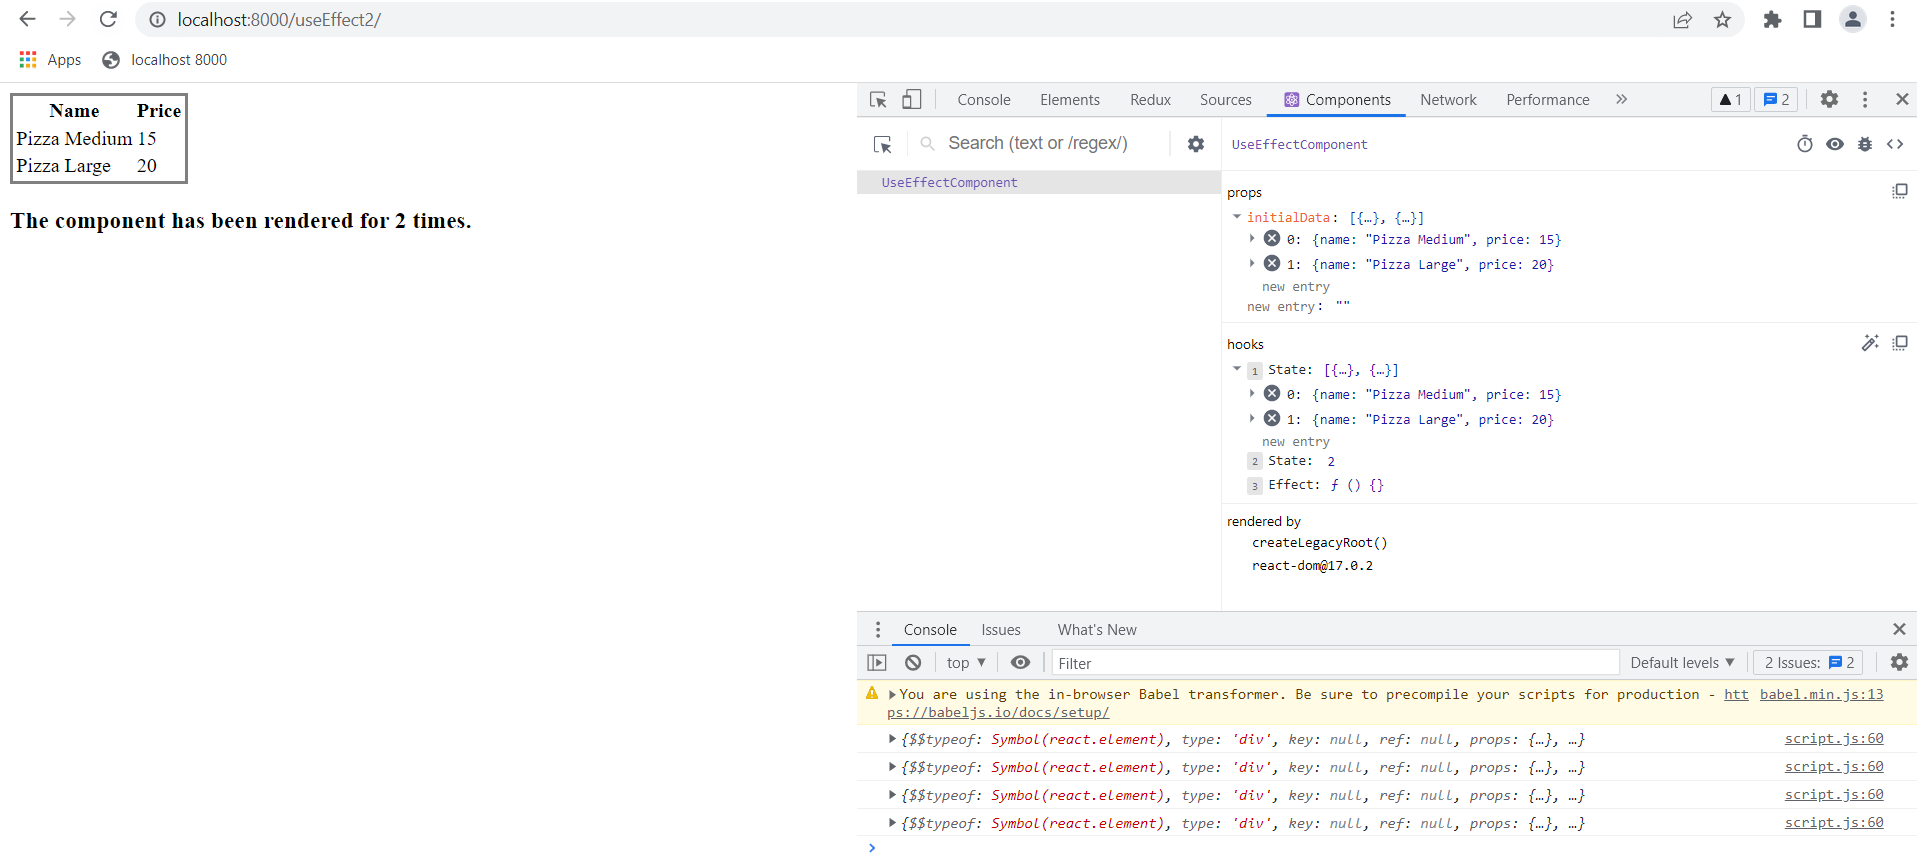 localhost:8000/useEffect2/
Apps localhost 8000
Name Price
Pizza Medium 15
Pizza Large 20
The component has been rendered for 2 times.
Console Elements Redux Sources Components Network Performance » 1 2
Search (text or /regex/)
UseEffectComponent
UseEffectComponent
props
initialData: [{…}, {…}]
0: {name: "Pizza Medium", price: 15}
1: {name: "Pizza Large", price: 20}
new entry
new entry: ""
hooks
1 State: [{…}, {…}]
0: {name: "Pizza Medium", price: 15}
1: {name: "Pizza Large", price: 20}
new entry
2 State: 2
3 Effect: ƒ () {}
rendered by
createLegacyRoot()
react-dom@17.0.2
Console Issues What's New
top ▼ Filter Default levels ▼ 2 Issues: 2
You are using the in-browser Babel transformer. Be sure to precompile your scripts for production - htt babel.min.js:13
ps://babeljs.io/docs/setup/
{$$typeof: Symbol(react.element), type: 'div', key: null, ref: null, props: {…}, …} script.js:60
{$$typeof: Symbol(react.element), type: 'div', key: null, ref: null, props: {…}, …} script.js:60
{$$typeof: Symbol(react.element), type: 'div', key: null, ref: null, props: {…}, …} script.js:60
{$$typeof: Symbol(react.element), type: 'div', key: null, ref: null, props: {…}, …} script.js:60